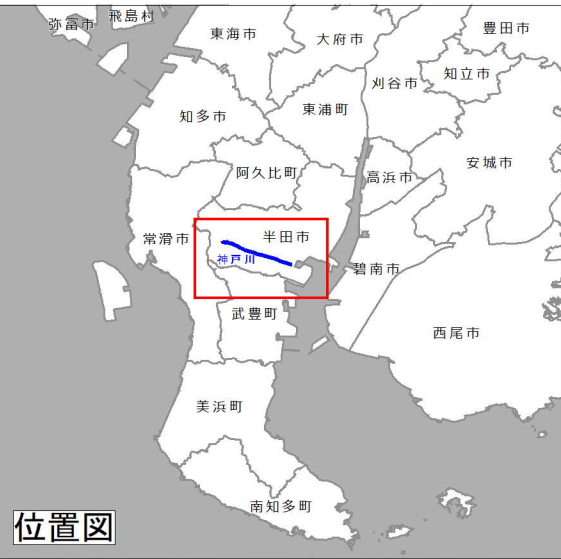 弥富市
飛島村
東海市
大府市
豊田市
刈谷市
知立市
知多市
東浦町
安城市
阿久比町
高浜市
常滑市
半田市
神戸川
碧南市
武豊町
西尾市
美浜町
南知多町
位置図